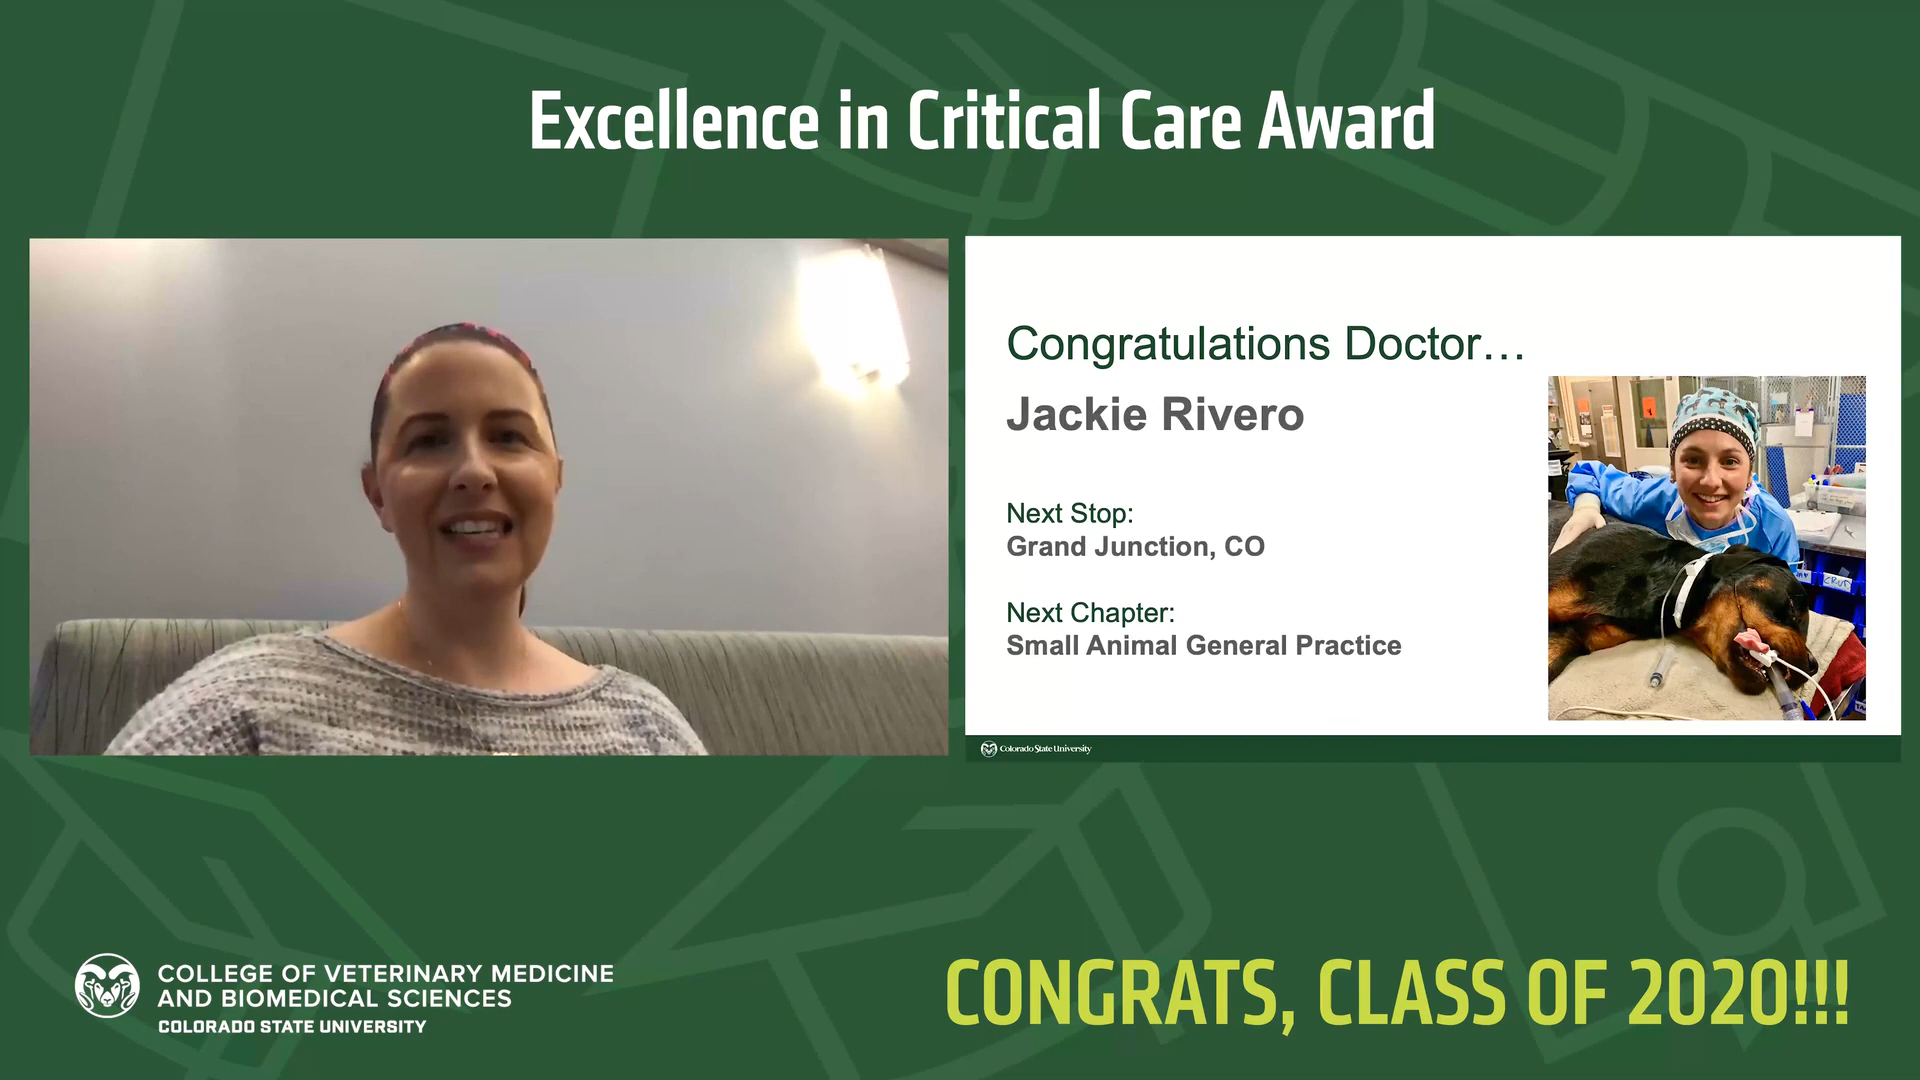 Excellence in Critical Care Award
Congratulations Doctor…
Jackie Rivero
Next Stop:
Grand Junction, CO
Next Chapter:
Small Animal General Practice
Colorado State University
COLLEGE OF VETERINARY MEDICINE
AND BIOMEDICAL SCIENCES
COLORADO STATE UNIVERSITY
CONGRATS, CLASS OF 2020!!!